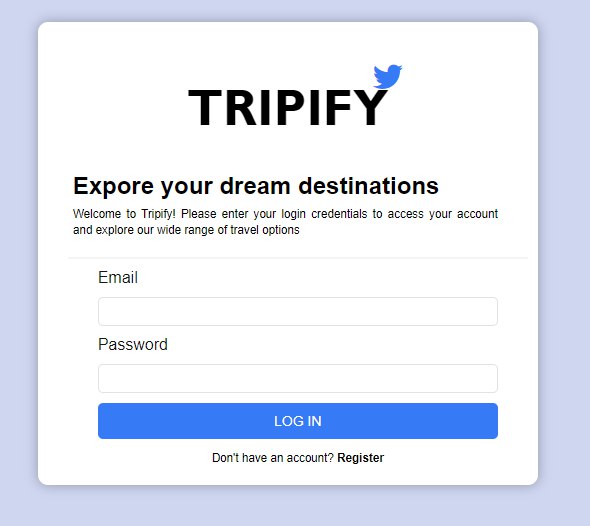 TRIPIFY
Expore your dream destinations
Welcome to Tripify! Please enter your login credentials to access your account
and explore our wide range of travel options
Email
Password
LOG IN
Don't have an account? Register